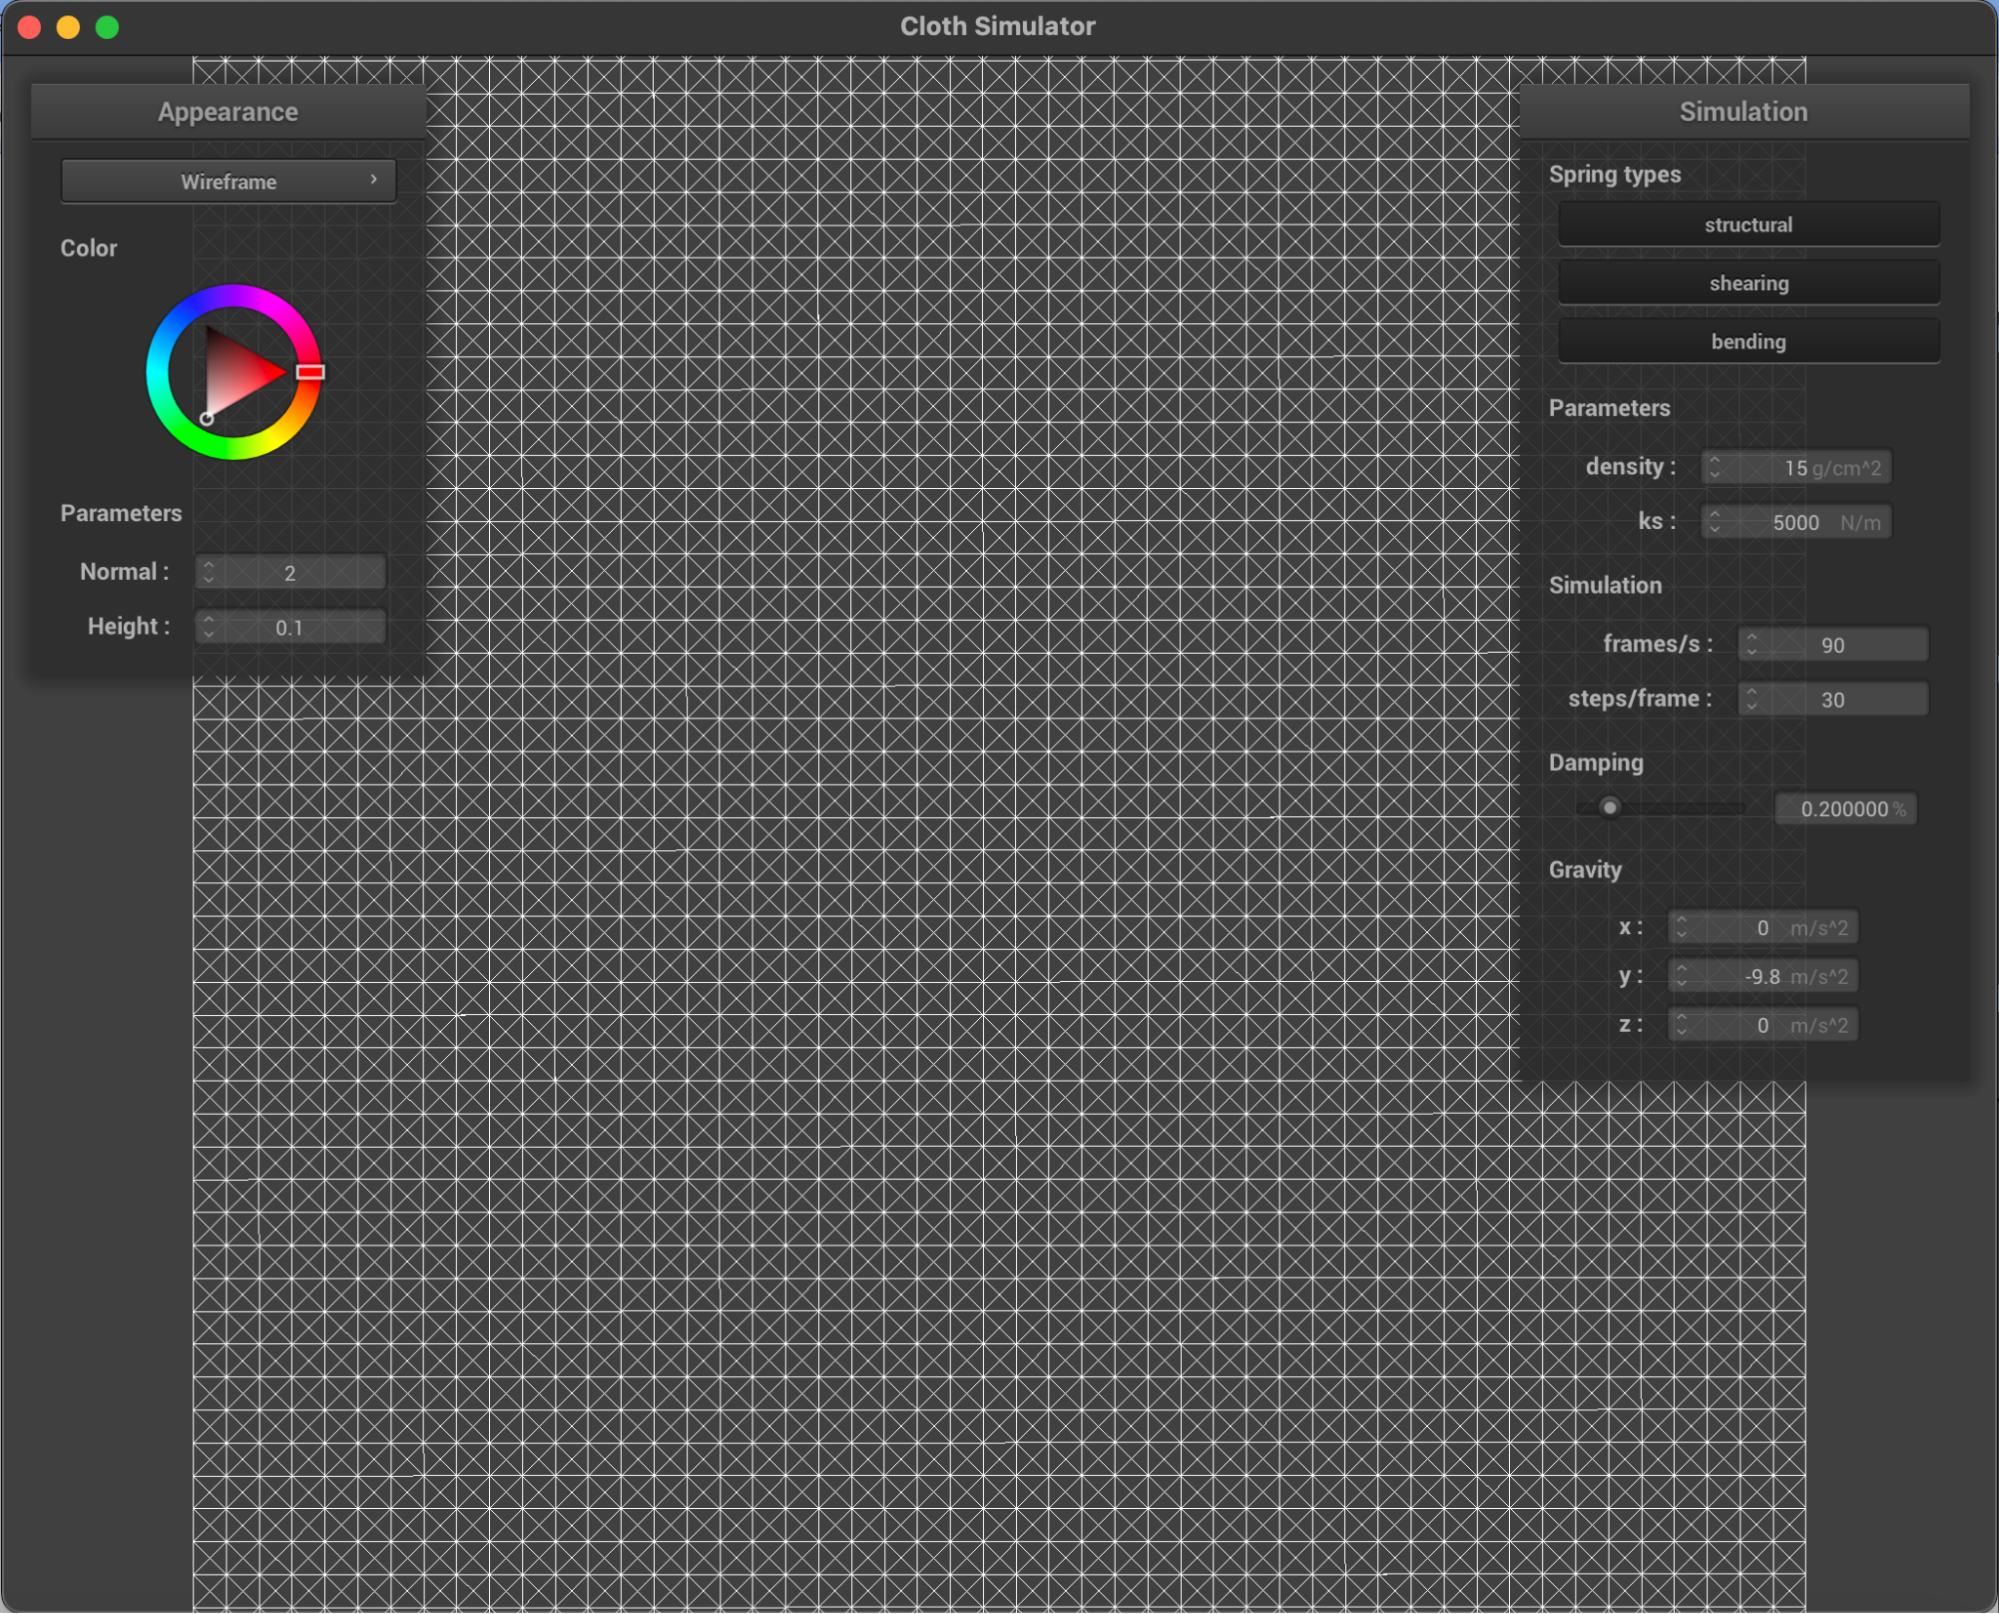 Cloth Simulator
Appearance
Wireframe
Color
Parameters
Normal : 2
Height : 0.1
Simulation
Spring types
structural
shearing
bending
Parameters
density : 15 g/cm^2
ks : 5000 N/m
Simulation
frames/s : 90
steps/frame : 30
Damping
0.200000 %
Gravity
x : 0 m/s^2
y : -9.8 m/s^2
z : 0 m/s^2